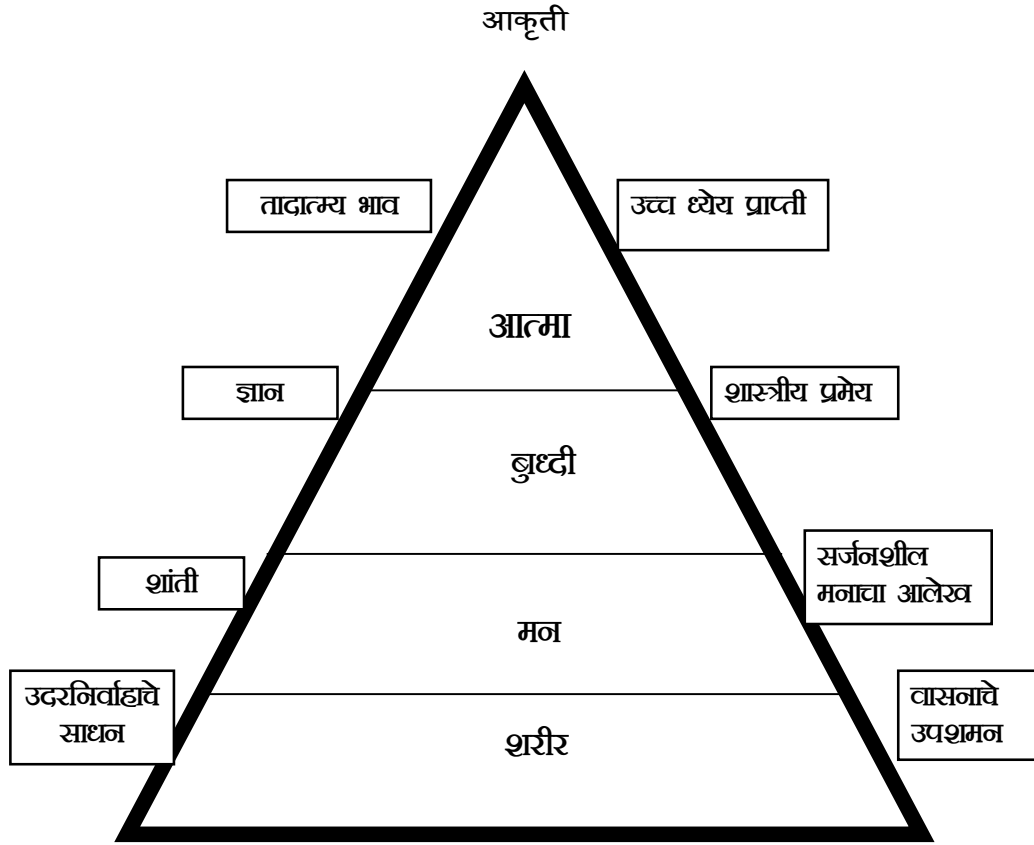 आकृती
तादात्म्य भाव
उच्च ध्येय प्राप्ती
आत्मा
ज्ञान
शास्त्रीय प्रमेय
बुध्दी
शांती
सर्जनशील
मनाचा आलेख
मन
उदरनिर्वाहाचे
साधन
वासनाचे
उपशमन
शरीर